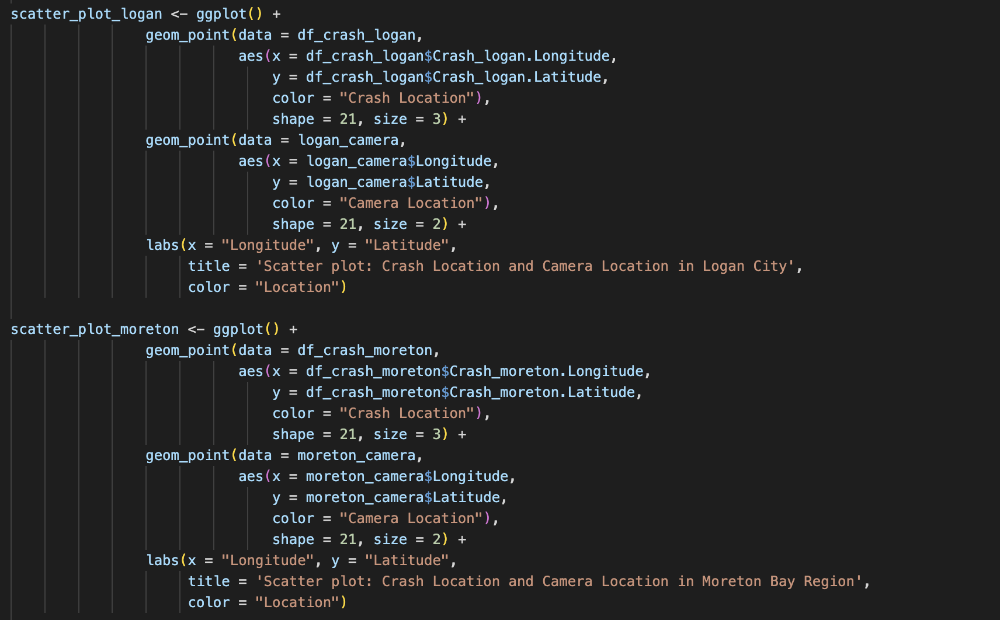 scatter_plot_logan <- ggplot() +
geom_point(data = df_crash_logan,
aes(x = df_crash_logan$Crash_logan.Longitude,
y = df_crash_logan$Crash_logan.Latitude,
color = "Crash Location"),
shape = 21, size = 3) +
geom_point(data = logan_camera,
aes(x = logan_camera$Longitude,
y = logan_camera$Latitude,
color = "Camera Location"),
shape = 21, size = 2) +
labs(x = "Longitude", y = "Latitude",
title = 'Scatter plot: Crash Location and Camera Location in Logan City',
color = "Location")
scatter_plot_moreton <- ggplot() +
geom_point(data = df_crash_moreton,
aes(x = df_crash_moreton$Crash_moreton.Longitude,
y = df_crash_moreton$Crash_moreton.Latitude,
color = "Crash Location"),
shape = 21, size = 3) +
geom_point(data = moreton_camera,
aes(x = moreton_camera$Longitude,
y = moreton_camera$Latitude,
color = "Camera Location"),
shape = 21, size = 2) +
labs(x = "Longitude", y = "Latitude",
title = 'Scatter plot: Crash Location and Camera Location in Moreton Bay Region',
color = "Location")